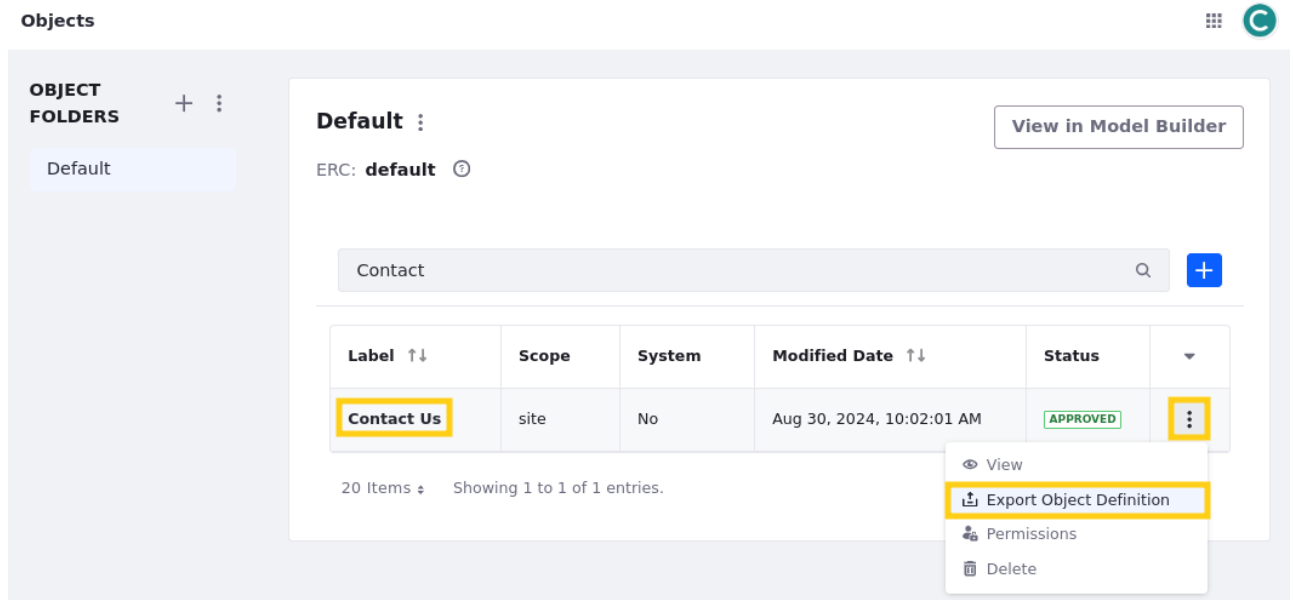 Objects
C
OBJECT
FOLDERS
Default
Default
View in Model Builder
ERC: default
Contact
Label Scope System Modified Date Status
Contact Us site No Aug 30, 2024, 10:02:01 AM APPROVED
View
20 Items Showing 1 to 1 of 1 entries.
Export Object Definition
Permissions
Delete